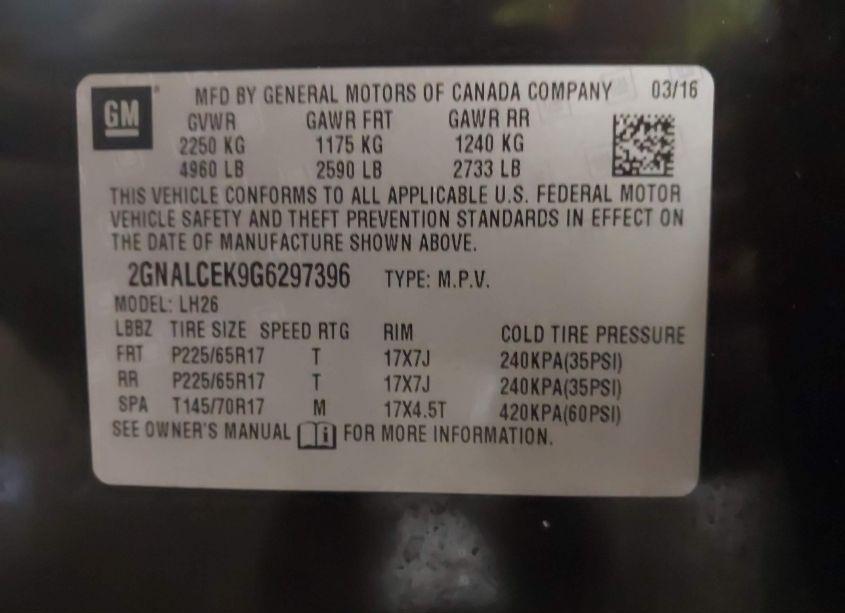 GM MFD BY GENERAL MOTORS OF CANADA COMPANY 03/16
GVWR GAWR FRT GAWR RR
2250 KG 1175 KG 1240 KG
4960 LB 2590 LB 2733 LB
THIS VEHICLE CONFORMS TO ALL APPLICABLE U.S. FEDERAL MOTOR
VEHICLE SAFETY AND THEFT PREVENTION STANDARDS IN EFFECT ON
THE DATE OF MANUFACTURE SHOWN ABOVE.
2GNALCEK9G6297396 TYPE: M.P.V.
MODEL: LH26
LBBZ TIRE SIZE SPEED RTG RIM COLD TIRE PRESSURE
FRT P225/65R17 T 17X7J 240KPA(35PSI)
RR P225/65R17 T 17X7J 240KPA(35PSI)
SPA T145/70R17 M 17X4.5T 420KPA(60PSI)
SEE OWNER'S MANUAL i FOR MORE INFORMATION.